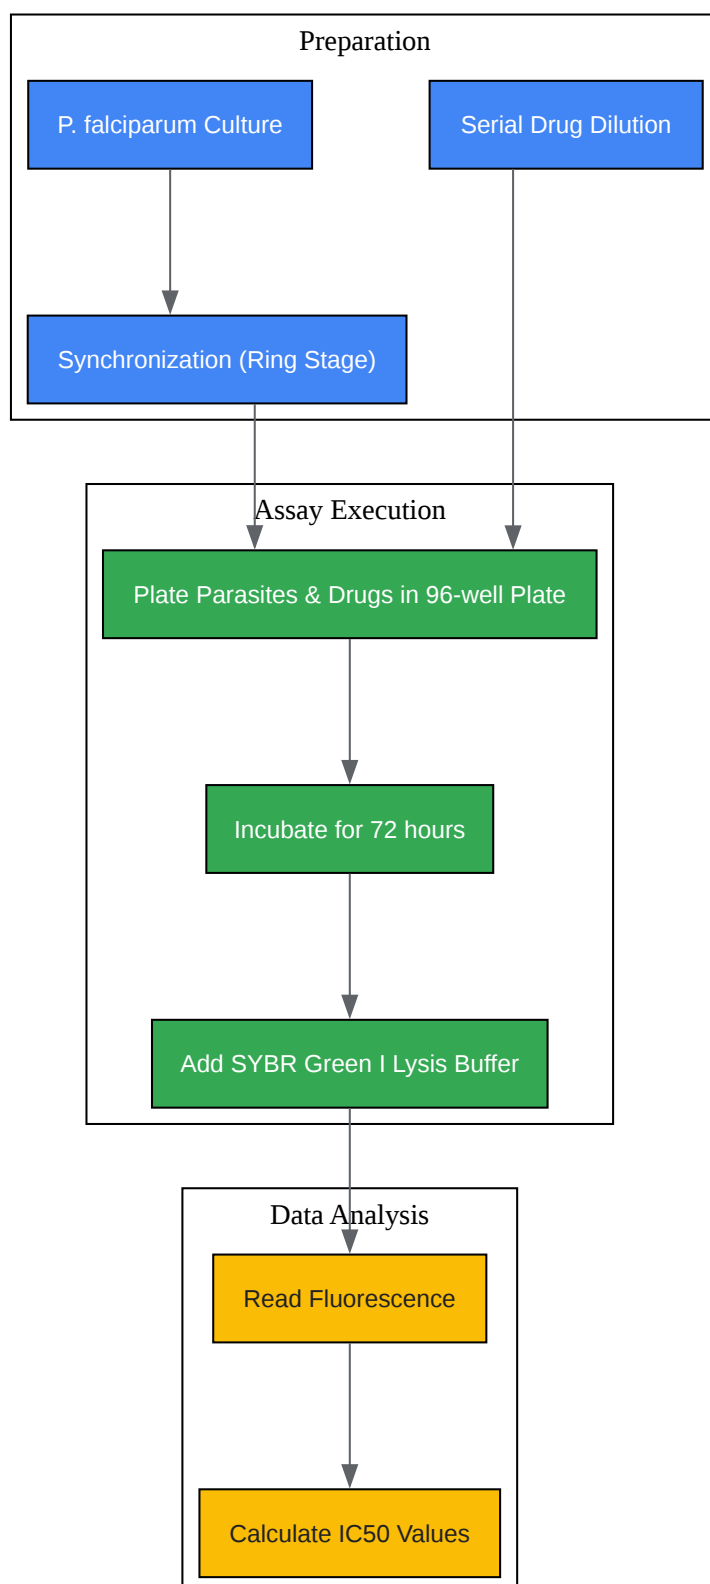 Preparation
P. falciparum Culture
Serial Drug Dilution
Synchronization (Ring Stage)
Assay Execution
Plate Parasites & Drugs in 96-well Plate
Incubate for 72 hours
Add SYBR Green I Lysis Buffer
Data Analysis
Read Fluorescence
Calculate IC50 Values